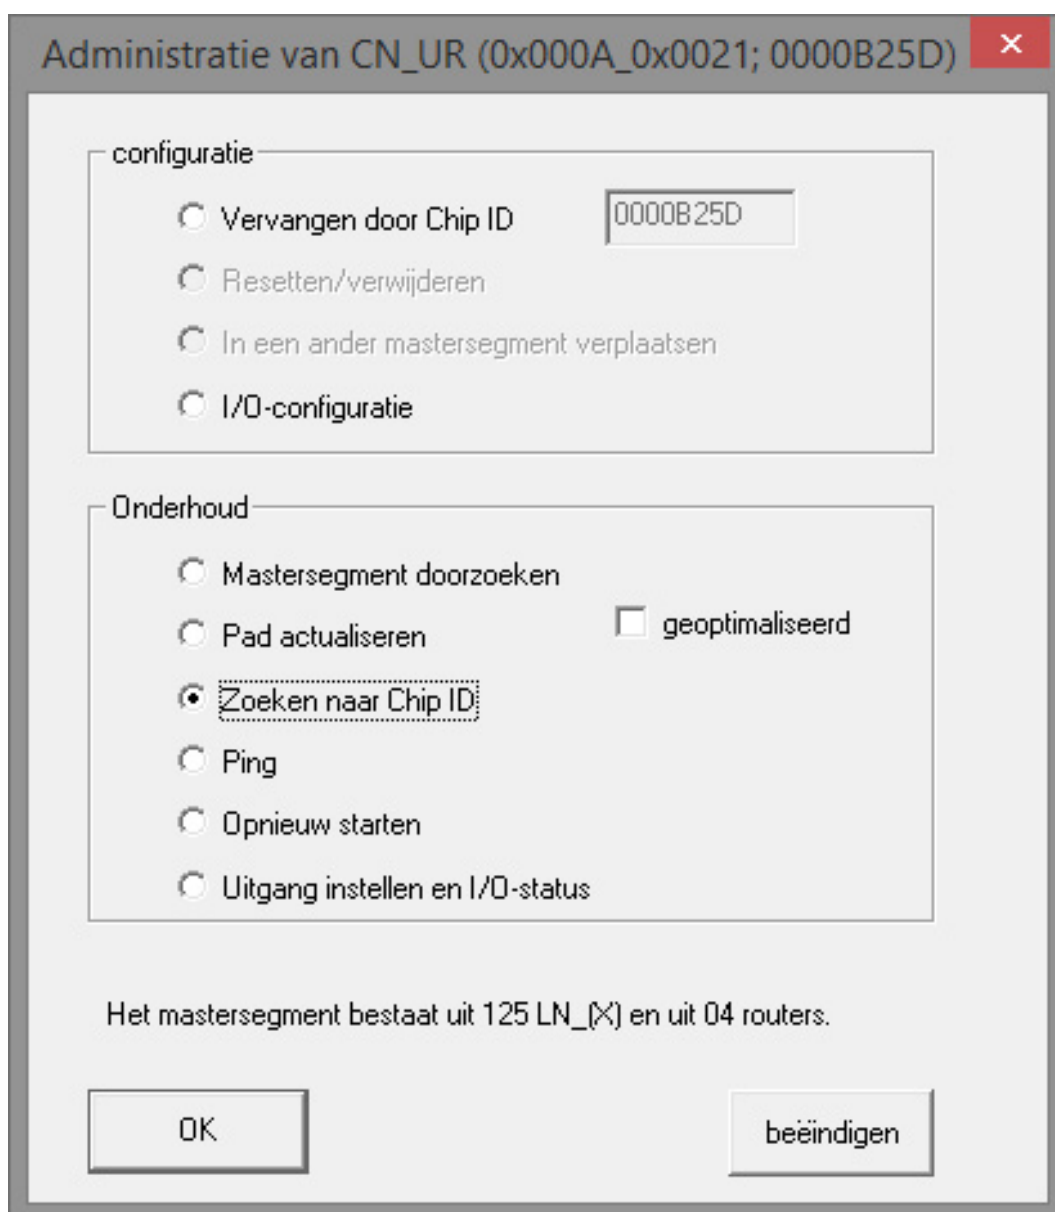 Administratie van CN_UR (0x000A_0x0021; 0000B25D)
configuratie
Vervangen door Chip ID 0000B25D
Resetten/verwijderen
In een ander mastersegment verplaatsen
I/O-configuratie
Onderhoud
Mastersegment doorzoeken
Pad actualiseren geoptimaliseerd
Zoeken naar Chip ID
Ping
Opnieuw starten
Uitgang instellen en I/O-status
Het mastersegment bestaat uit 125 LN_(X) en uit 04 routers.
OK beëindigen